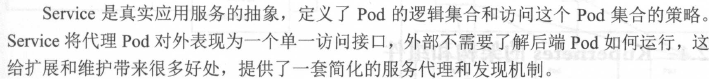 Service 是真实应用服务的抽象，定义了 Pod 的逻辑集合和访问这个 Pod 集合的策略。
Service 将代理 Pod 对外表现为一个单一访问接口，外部不需要了解后端 Pod 如何运行，这
给扩展和维护带来很多好处，提供了一套简化的服务代理和发现机制。